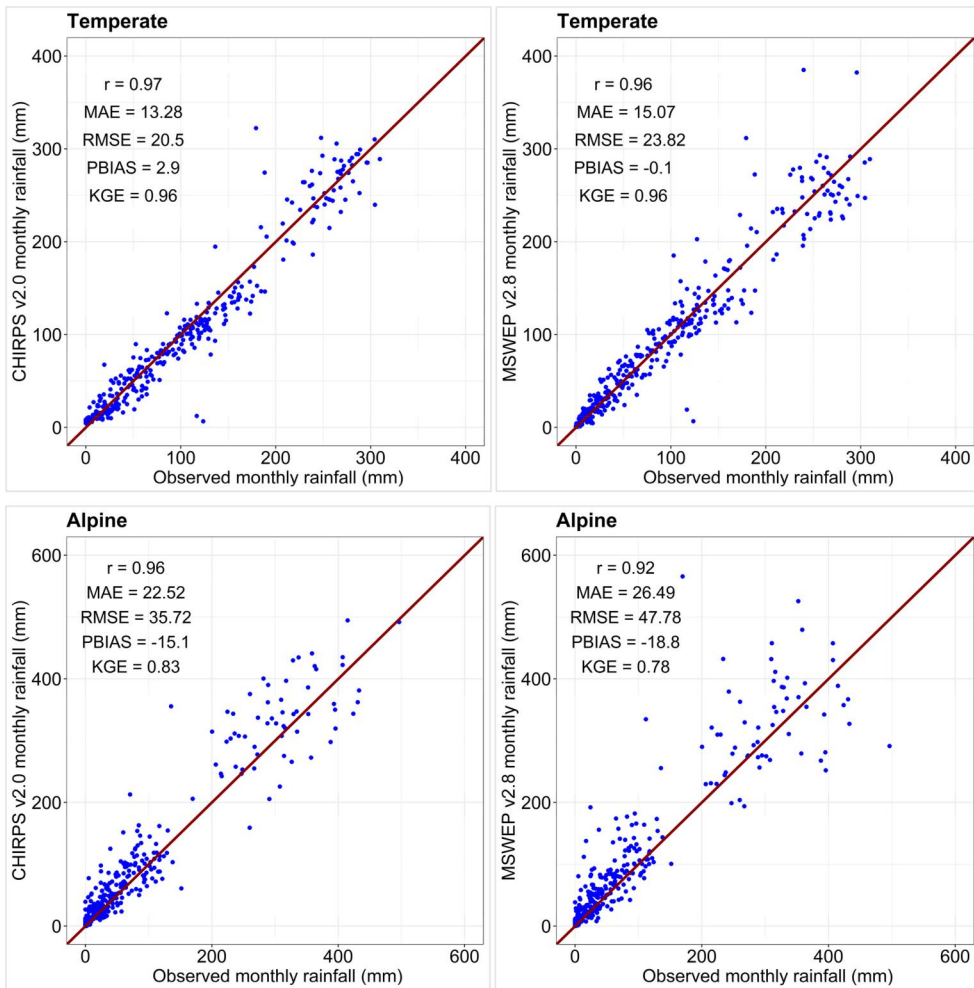 Temperate
CHIRPS v2.0 monthly rainfall (mm)
400
300
200
100
0
r = 0.97
MAE = 13.28
RMSE = 20.5
PBIAS = 2.9
KGE = 0.96
0 100 200 300 400
Observed monthly rainfall (mm)
MSWEP v2.8 monthly rainfall (mm)
400
300
200
100
0
r = 0.96
MAE = 15.07
RMSE = 23.82
PBIAS = -0.1
KGE = 0.96
0 100 200 300 400
Observed monthly rainfall (mm)
Alpine
CHIRPS v2.0 monthly rainfall (mm)
600
400
200
0
r = 0.96
MAE = 22.52
RMSE = 35.72
PBIAS = -15.1
KGE = 0.83
0 200 400 600
Observed monthly rainfall (mm)
Alpine
MSWEP v2.8 monthly rainfall (mm)
600
400
200
0
r = 0.92
MAE = 26.49
RMSE = 47.78
PBIAS = -18.8
KGE = 0.78
0 200 400 600
Observed monthly rainfall (mm)